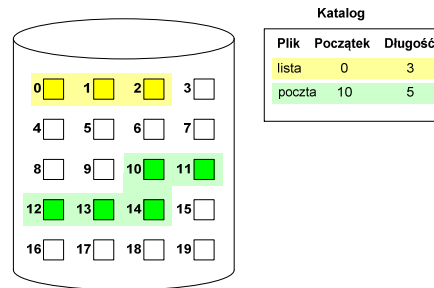 Katalog
Plik Początek Długość
lista 0 3
poczta 10 5
0 1 2 3
4 5 6 7
8 9 10 11
12 13 14 15
16 17 18 19